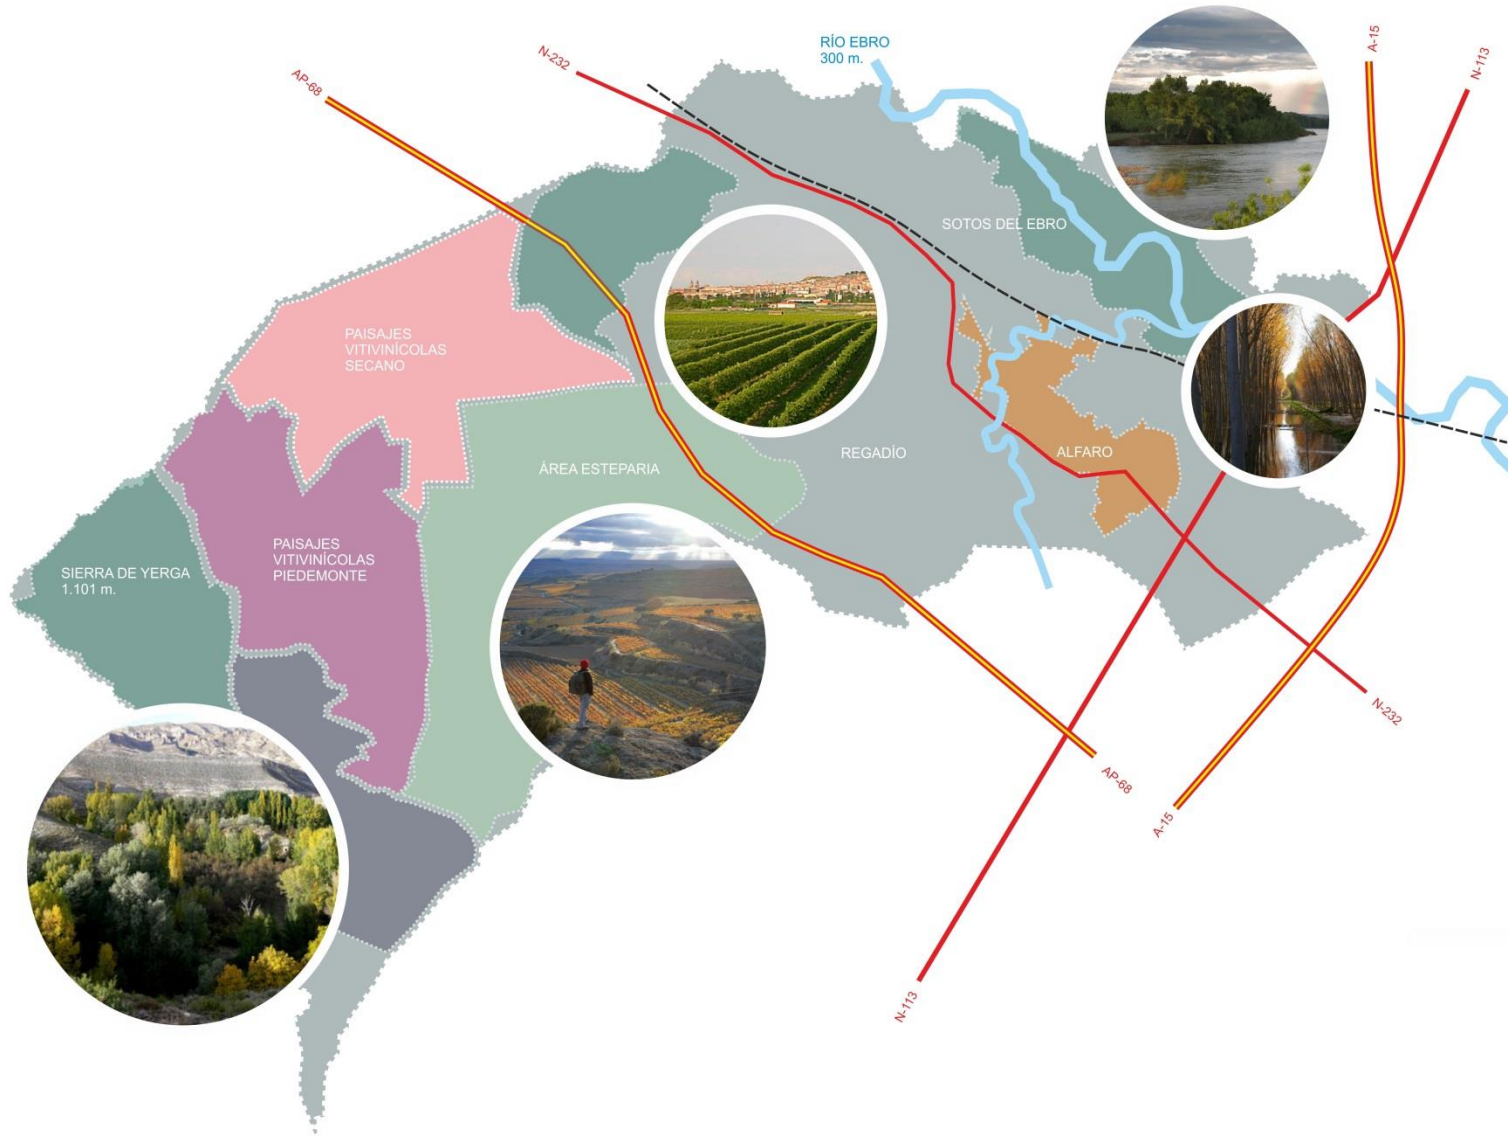 A-15
N-113
RÍO EBRO
300 m.
N-232
AP-68
SOTOS DEL EBRO
PAISAJES
VITIVINÍCOLAS
SECANO
REGADÍO
ALFARO
ÁREA ESTEPARIA
PAISAJES
VITIVINÍCOLAS
PIEDEMONTE
SIERRA DE YERGA
1.101 m.
N-232
AP-68
A-15
N-113